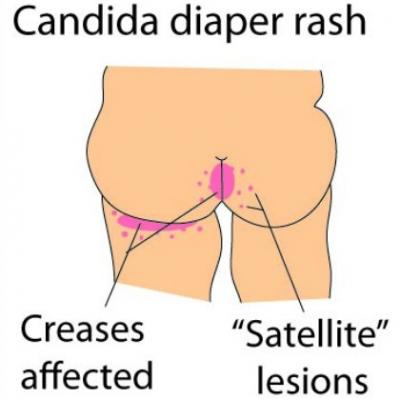 Candida diaper rash
Creases
affected
“Satellite”
lesions